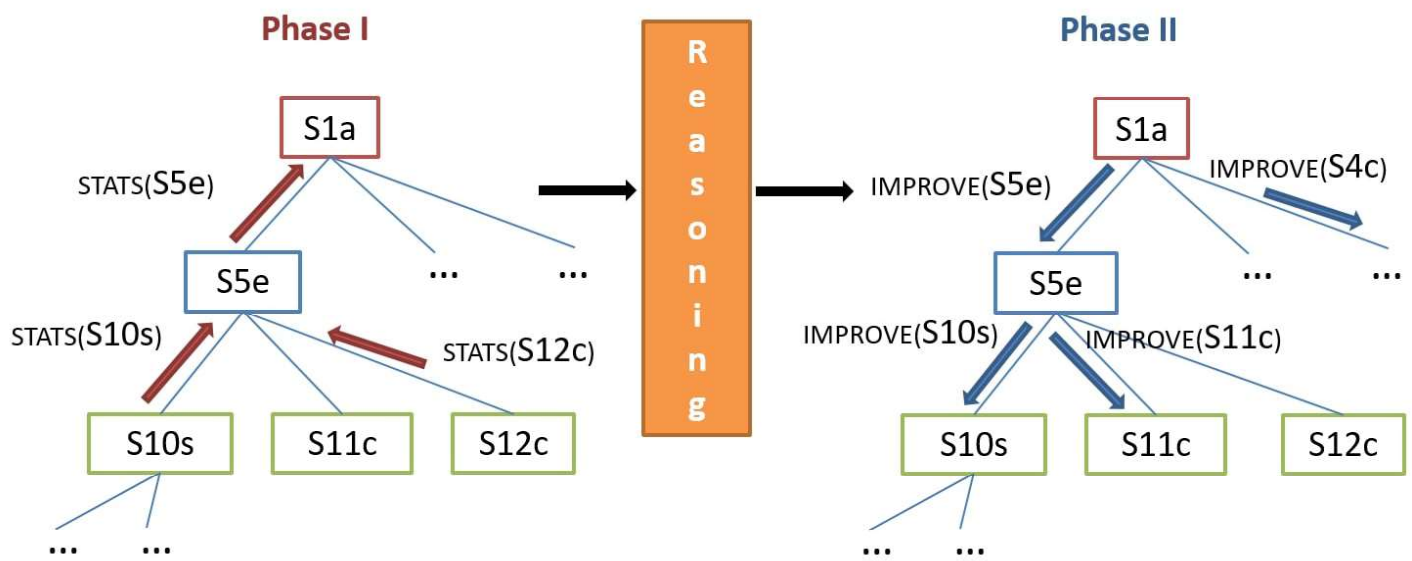 Phase I
S1a
STATS(S5e)
S5e
...
...
STATS(S10s)
STATS(S12c)
S10s
S11c
S12c
...
...
Reasoning
Phase II
S1a
IMPROVE(S5e)
IMPROVE(S4c)
S5e
...
...
IMPROVE(S10s)
IMPROVE(S11c)
S10s
S11c
S12c
...
...